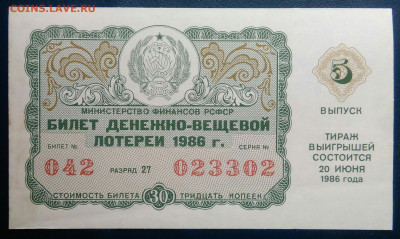 COINS.LAVE.RU
МИНИСТЕРСТВО ФИНАНСОВ РСФСР
БИЛЕТ ДЕНЕЖНО-ВЕЩЕВОЙ
ЛОТЕРЕИ 1986 г.
БИЛЕТ № СЕРИЯ №
042 РАЗРЯД 27 023302
СТОИМОСТЬ БИЛЕТА 30 ТРИДЦАТЬ КОПЕЕК
5
ВЫПУСК
ТИРАЖ
ВЫИГРЫШЕЙ
СОСТОИТСЯ
20 ИЮНЯ
1986 года